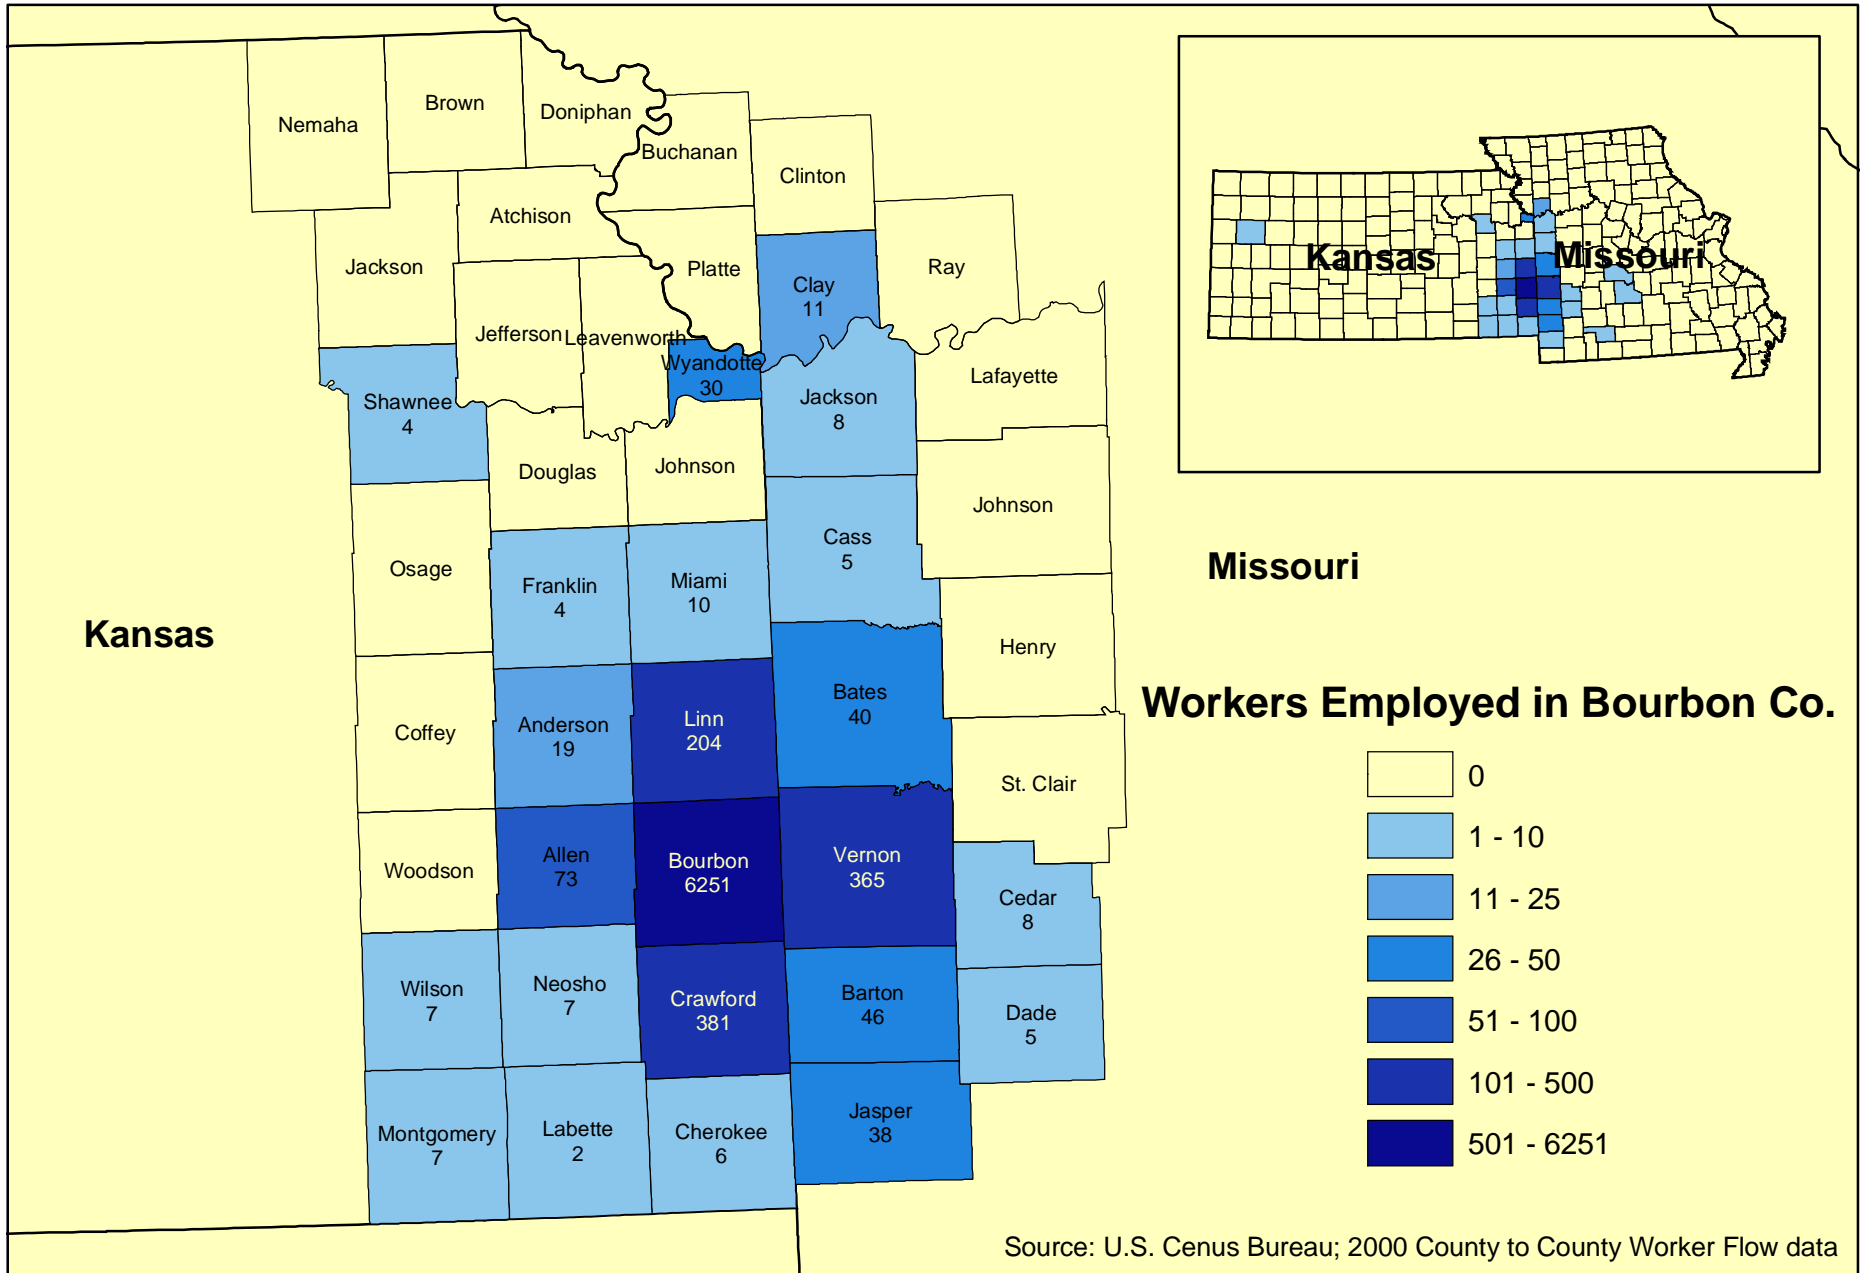 Nemaha
Brown
Doniphan
Buchanan
Clinton
Atchison
Jackson
Platte
Clay
11
Ray
Jefferson
Leavenworth
Wyandotte
30
Lafayette
Shawnee
4
Jackson
8
Douglas
Johnson
Johnson
Cass
5
Osage
Franklin
4
Miami
10
Henry
Kansas
Missouri
Coffey
Anderson
19
Linn
204
Bates
40
St. Clair
Woodson
Allen
73
Bourbon
6251
Vernon
365
Cedar
8
Wilson
7
Neosho
7
Crawford
381
Barton
46
Dade
5
Montgomery
7
Labette
2
Cherokee
6
Jasper
38
Kansas
Missouri
Workers Employed in Bourbon Co.
0
1 - 10
11 - 25
26 - 50
51 - 100
101 - 500
501 - 6251
Source: U.S. Cenus Bureau; 2000 County to County Worker Flow data